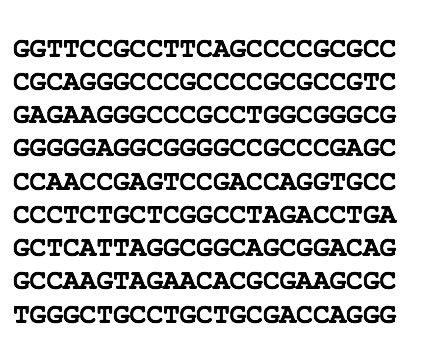 GGTTCCGCCTTCAGCCCCGCGCC
CGCAGGGCCCGCCCCGCGCCGTC
GAGAAGGGCCCGCCTGGCGGGCG
GGGGGAGGCGGGGCCGCCCGAGC
CCAACCGAGTCCGACCAGGTGCC
CCCTCTGCTCGGCCTAGACCTGA
GCTCATTAGGCGGCAGCGGACAG
GCCAAGTAGAACACGCGAAGCGC
TGGGCTGCCTGCTGCGACCAGGG